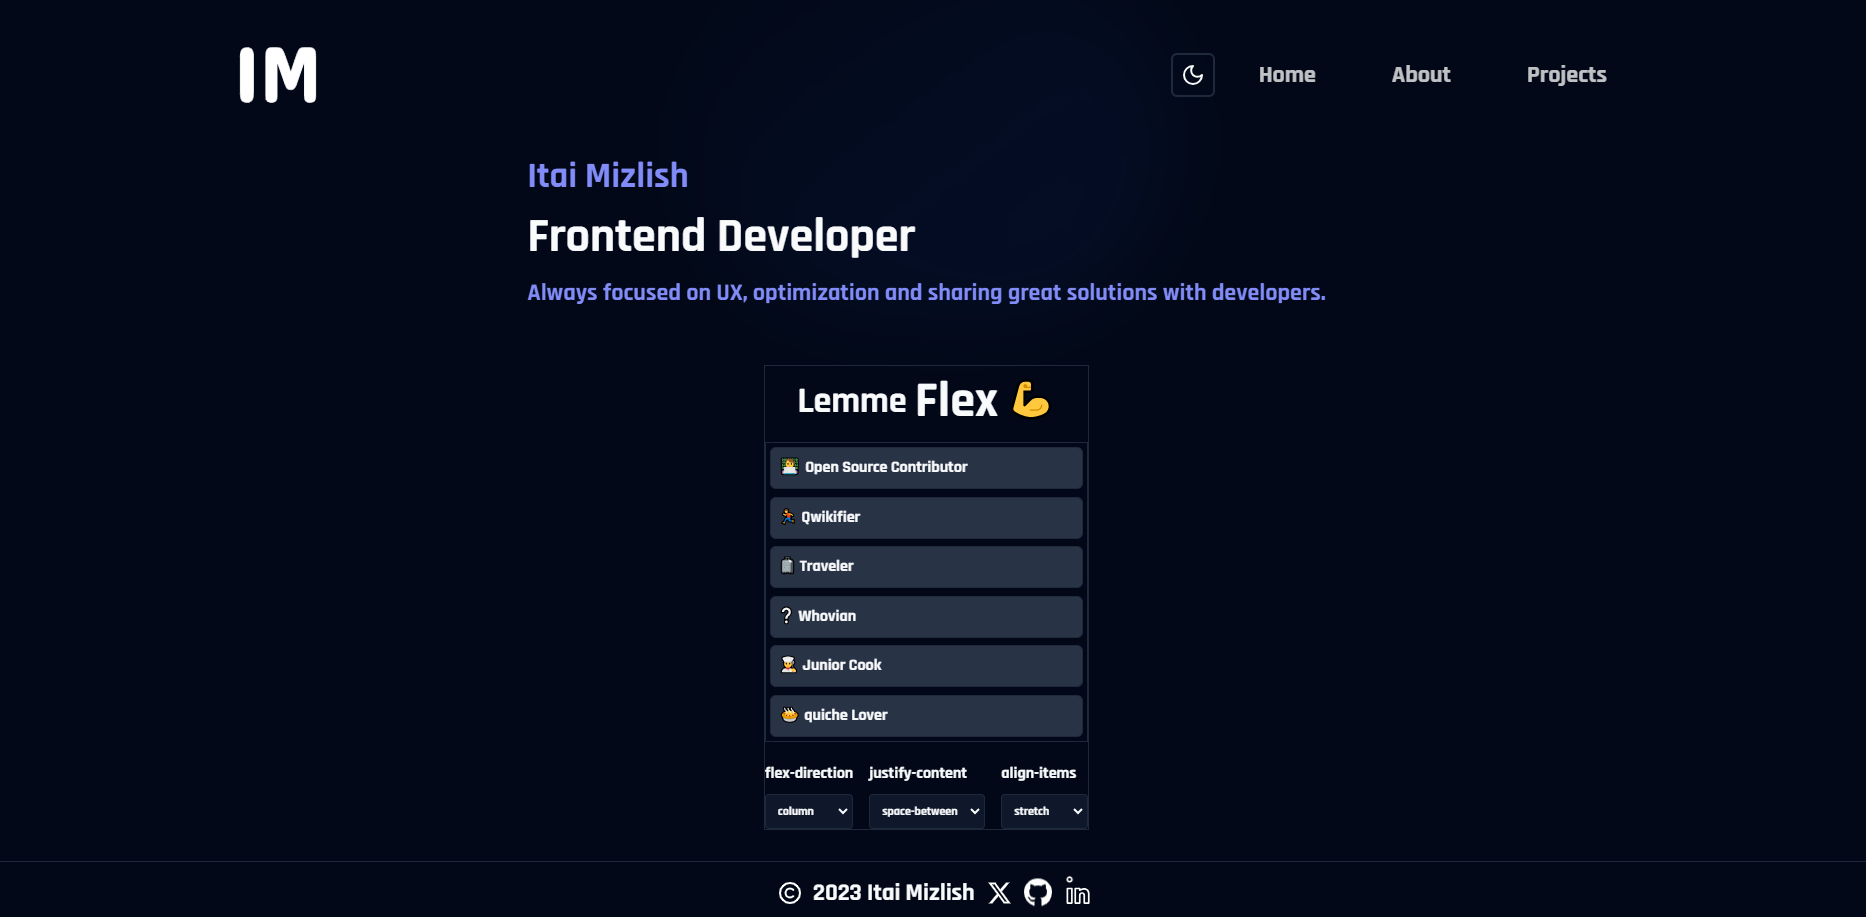 IM
Home About Projects
Itai Mizlish
Frontend Developer
Always focused on UX, optimization and sharing great solutions with developers.
Lemme Flex 💪
🧑‍💻 Open Source Contributor
🏃 Qwikifier
🧳 Traveler
❔ Whovian
🧑‍🍳 Junior Cook
🥧 quiche Lover
flex-direction justify-content align-items
column space-between stretch
© 2023 Itai Mizlish X in